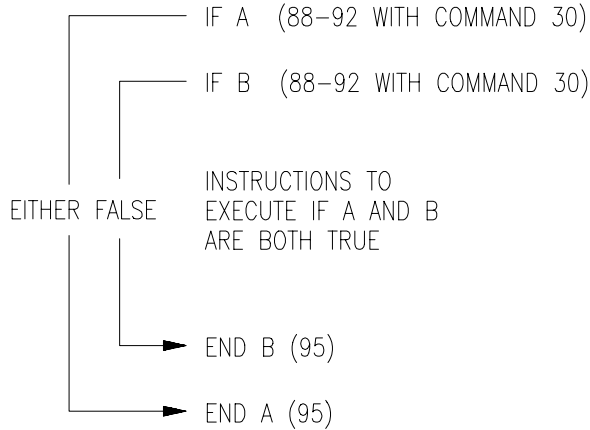 IF A (88-92 WITH COMMAND 30)
IF B (88-92 WITH COMMAND 30)
EITHER FALSE
INSTRUCTIONS TO
EXECUTE IF A AND B
ARE BOTH TRUE
END B (95)
END A (95)